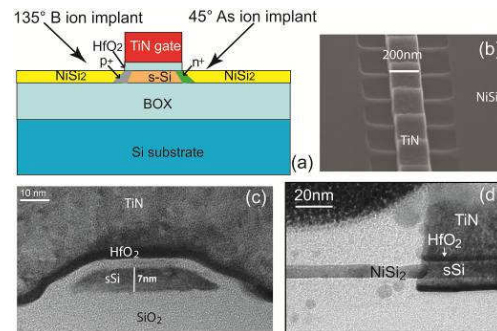 135° B ion implant
45° As ion implant
TiN gate
HfO2
p+
n+
NiSi2
s-Si
NiSi2
BOX
Si substrate
(a)
(b)
200nm
NiSi
TiN
10 nm
(c)
TiN
HfO2
sSi
7nm
SiO2
20nm
(d)
TiN
HfO2
NiSi2
sSi